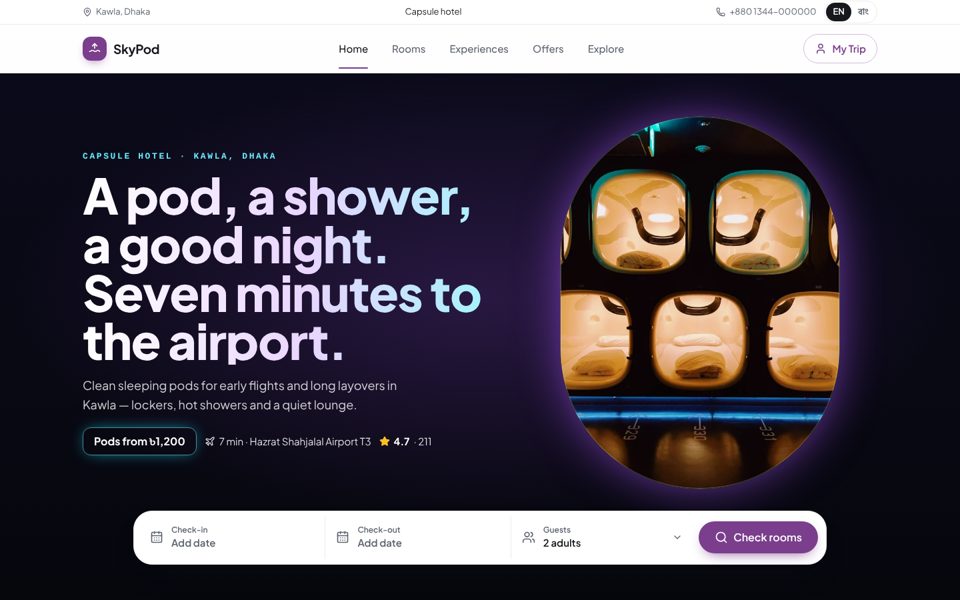 Kawla, Dhaka
Capsule hotel
+880 1344-000000
EN
বাং
SkyPod
Home
Rooms
Experiences
Offers
Explore
My Trip
CAPSULE HOTEL · KAWLA, DHAKA
A pod, a shower,
a good night.
Seven minutes to
the airport.
Clean sleeping pods for early flights and long layovers in
Kawla — lockers, hot showers and a quiet lounge.
Pods from ৳1,200
7 min · Hazrat Shahjalal Airport T3
4.7 · 211
329
330
331
Check-in
Add date
Check-out
Add date
Guests
2 adults
Check rooms